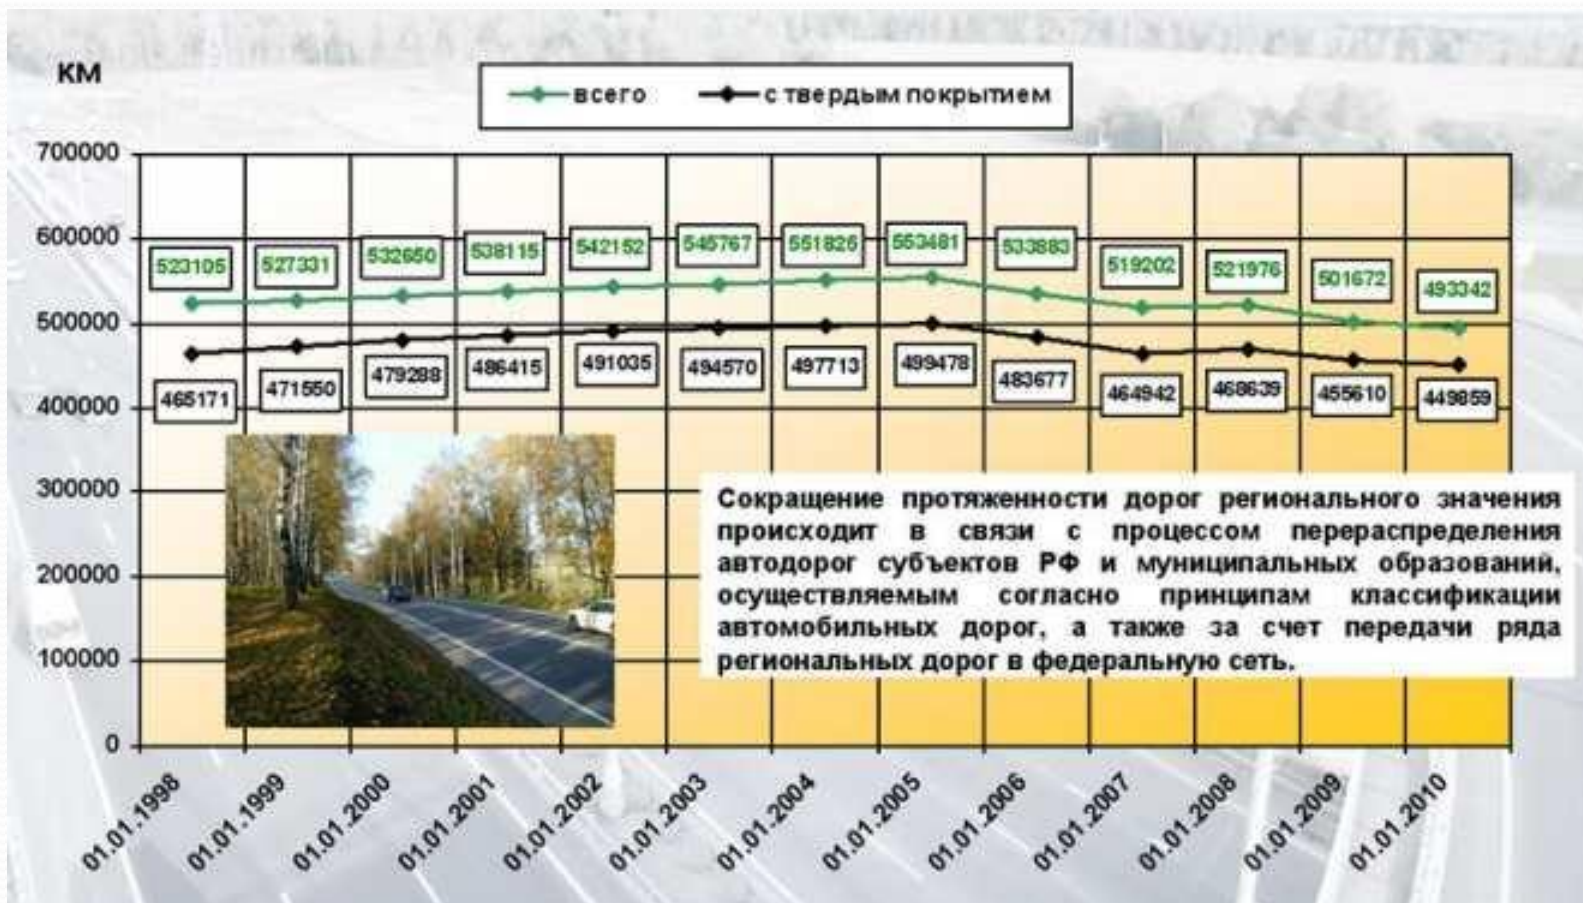 КМ
всего с твердым покрытием
700000
600000
500000
400000
300000
200000
100000
0
523105 527331 532650 538115 542152 545767 551826 553481 533883 519202 521976 501672 493342
465171 471550 479288 486415 491035 494570 497713 499478 483677 464942 468639 455610 449859
Сокращение протяженности дорог регионального значения
происходит в связи с процессом перераспределения
автодорог субъектов РФ и муниципальных образований,
осуществляемым согласно принципам классификации
автомобильных дорог, а также за счет передачи ряда
региональных дорог в федеральную сеть.
01.01.1998 01.01.1999 01.01.2000 01.01.2001 01.01.2002 01.01.2003 01.01.2004 01.01.2005 01.01.2006 01.01.2007 01.01.2008 01.01.2009 01.01.2010